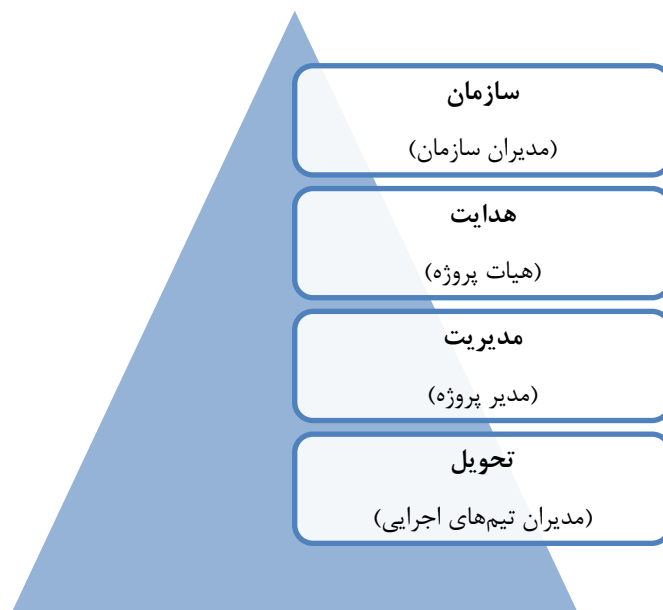 سازمان
(مدیران سازمان)
هدایت
(هیات پروژه)
مدیریت
(مدیر پروژه)
تحویل
(مدیران تیم‌های اجرایی)